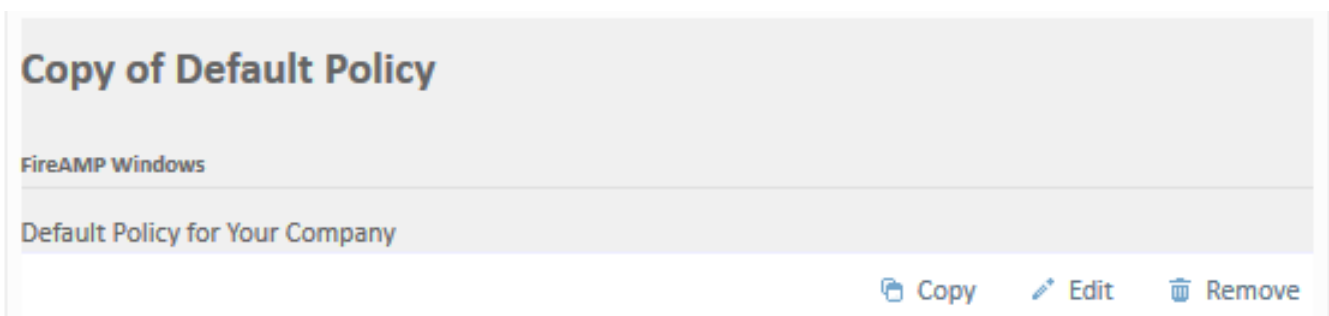 Copy of Default Policy
FireAMP Windows
Default Policy for Your Company
Copy Edit Remove